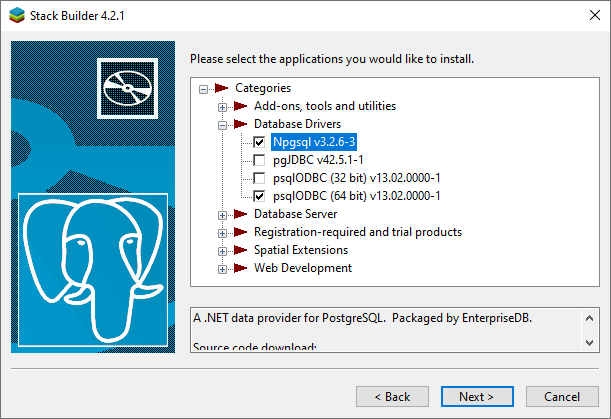 Stack Builder 4.2.1
Please select the applications you would like to install.
Categories
Add-ons, tools and utilities
Database Drivers
Npgsql v3.2.6-3
pgJDBC v42.5.1-1
psqlODBC (32 bit) v13.02.0000-1
psqlODBC (64 bit) v13.02.0000-1
Database Server
Registration-required and trial products
Spatial Extensions
Web Development
A .NET data provider for PostgreSQL. Packaged by EnterpriseDB.
Source code download:
< Back
Next >
Cancel